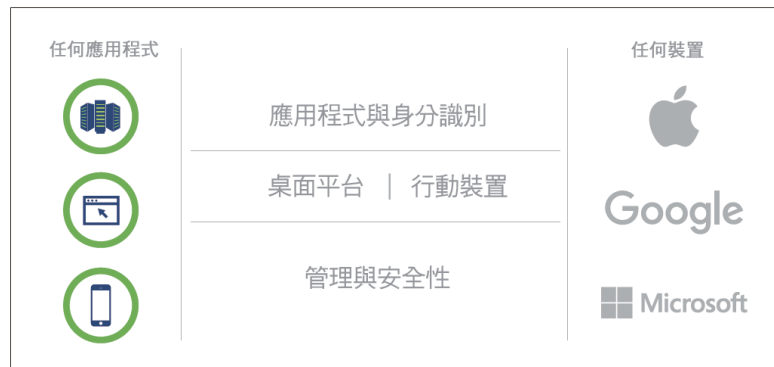 任何應用程式
應用程式與身分識別
桌面平台 | 行動裝置
管理與安全性
任何裝置
Google
Microsoft